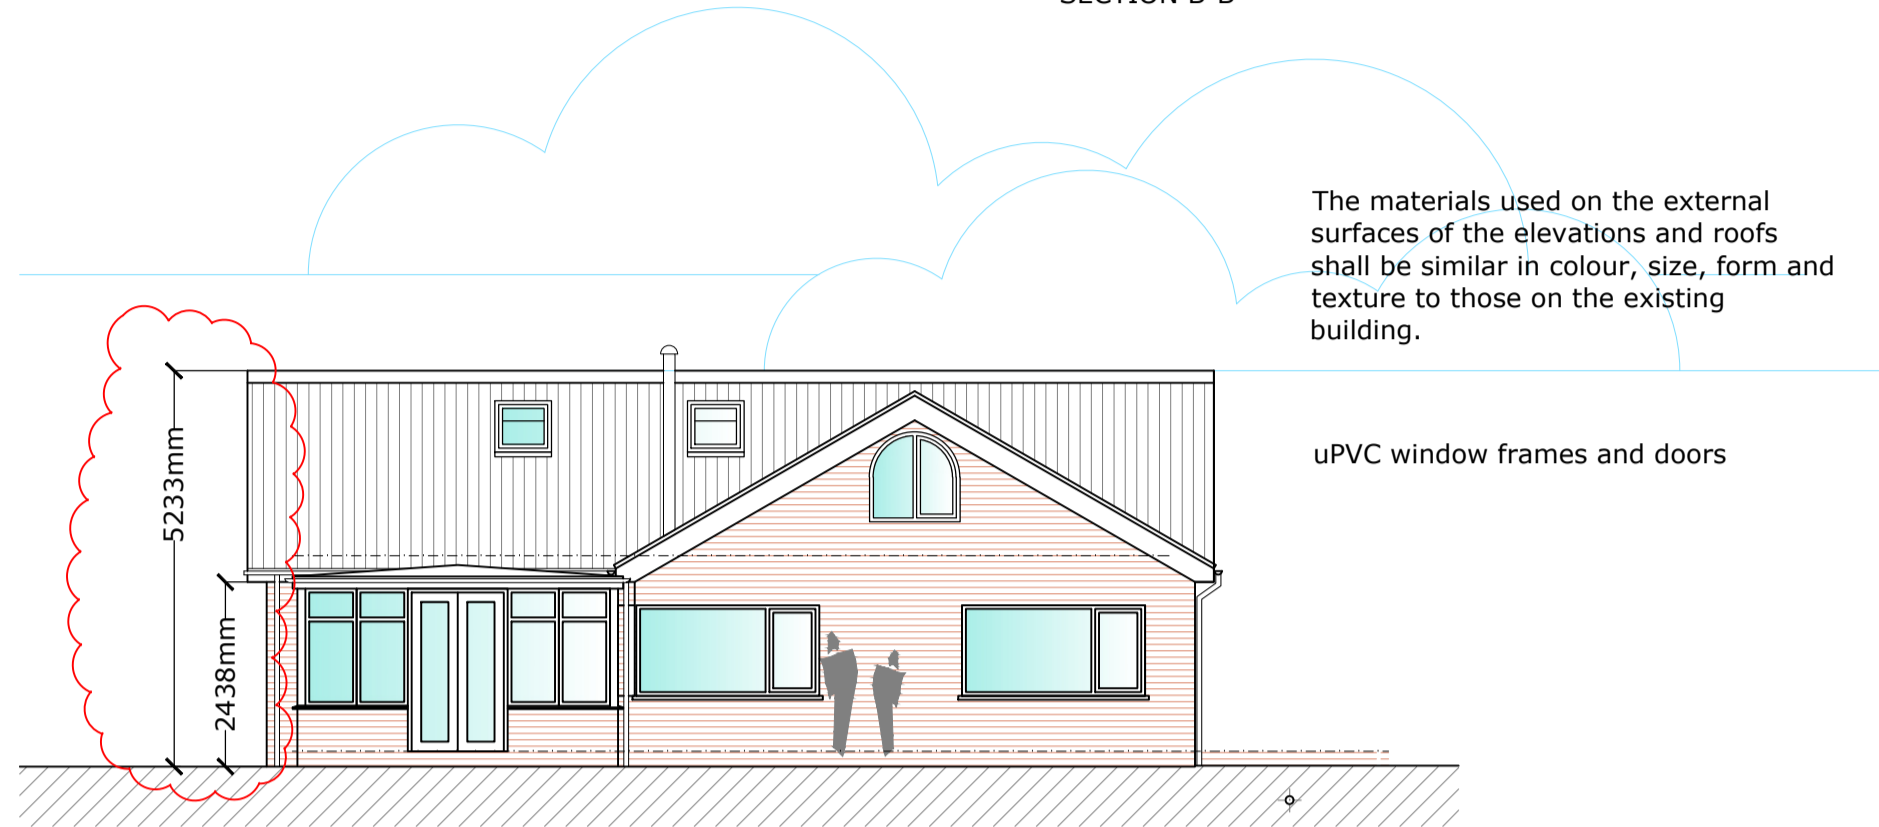 SECTION B-B
The materials used on the external
surfaces of the elevations and roofs
shall be similar in colour, size, form and
texture to those on the existing
building.
uPVC window frames and doors
5233mm
2438mm